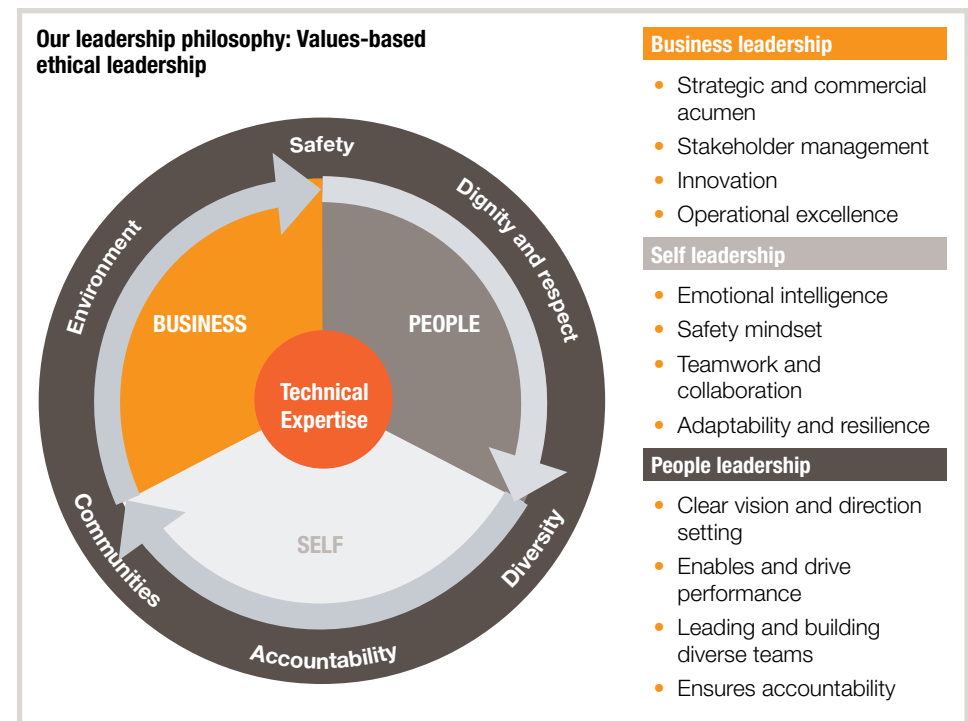 Our leadership philosophy: Values-based
ethical leadership
Safety
Dignity and respect
Environment
BUSINESS
PEOPLE
Technical
Expertise
SELF
Communities
Diversity
Accountability
Business leadership
• Strategic and commercial
acumen
• Stakeholder management
• Innovation
• Operational excellence
Self leadership
• Emotional intelligence
• Safety mindset
• Teamwork and
collaboration
• Adaptability and resilience
People leadership
• Clear vision and direction
setting
• Enables and drive
performance
• Leading and building
diverse teams
• Ensures accountability